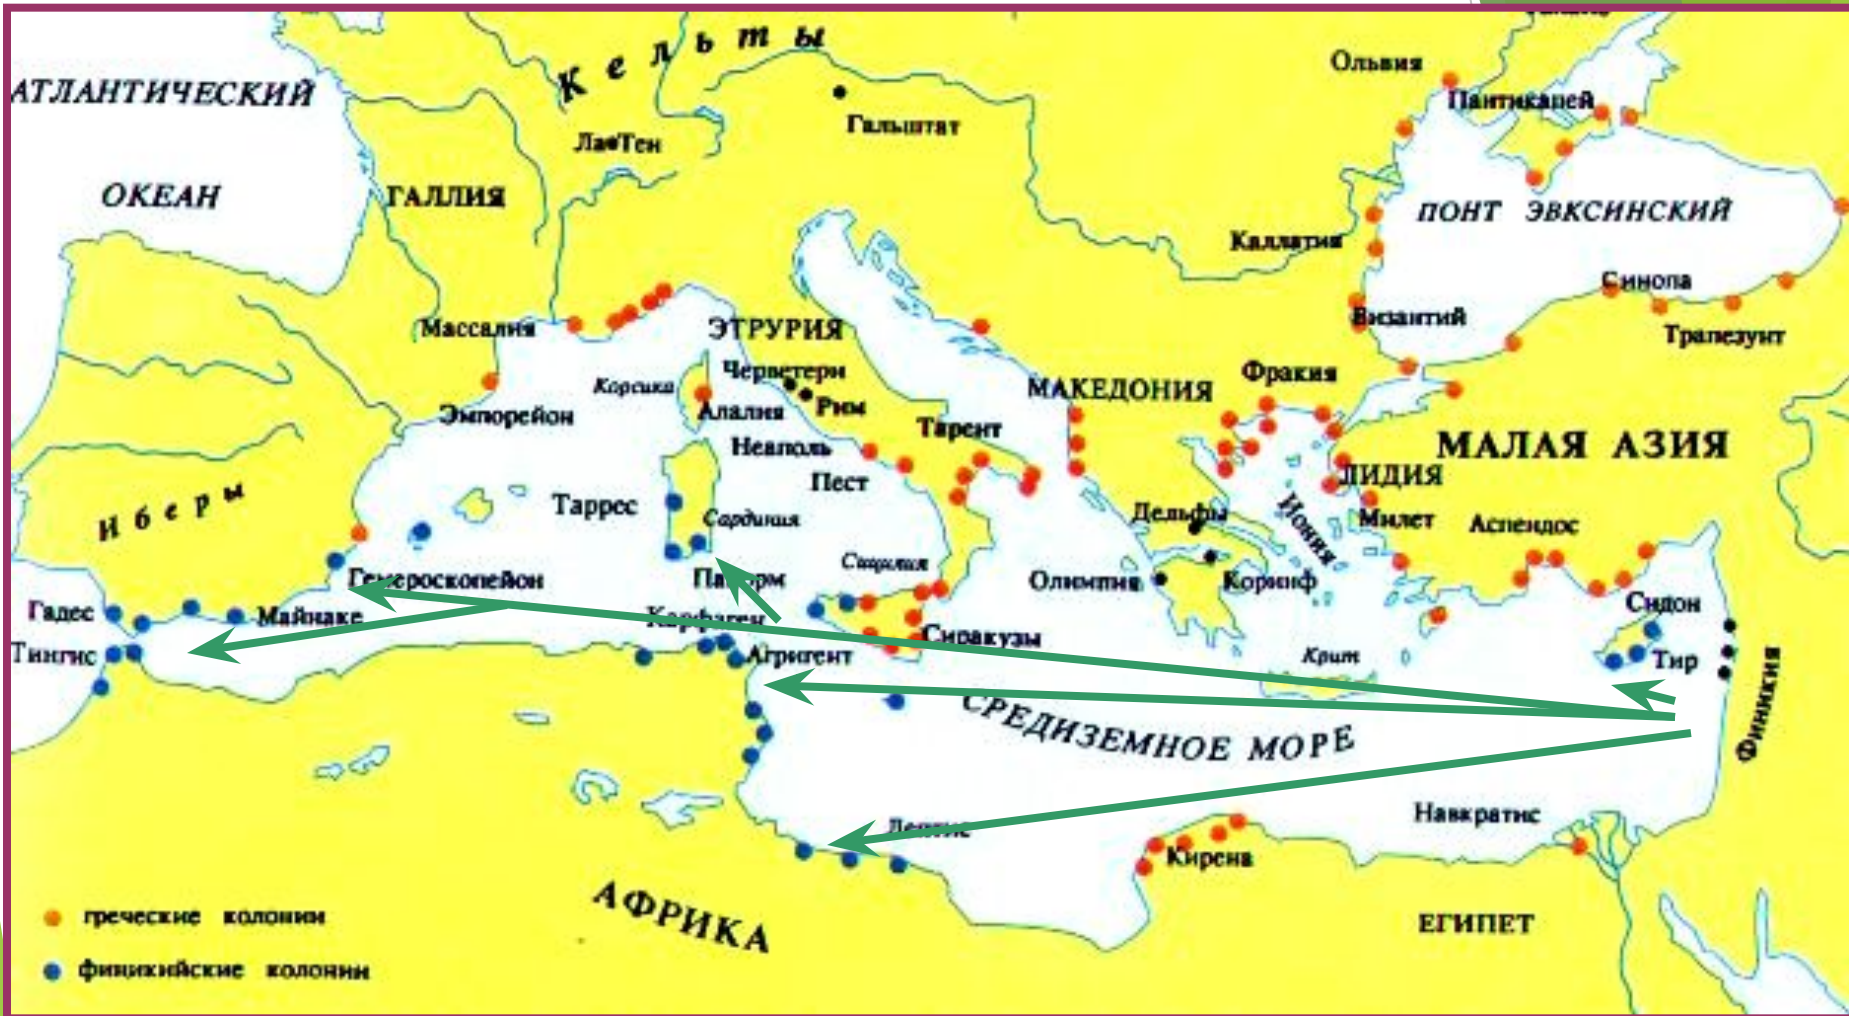 Кельты
Ольвия
АТЛАНТИЧЕСКИЙ
Пантикапей
Гальштат
Ла Тен
ОКЕАН
ГАЛЛИЯ
ПОНТ ЭВКСИНСКИЙ
Каллатия
Синопа
Массалия
ЭТРУРИЯ
Византий
Трапезунт
Черветери
Фракия
Корсика
МАКЕДОНИЯ
Алалия
Рим
Эмпорейон
Тарент
МАЛАЯ АЗИЯ
Неаполь
ЛИДИЯ
Пест
Иберы
Таррес
Сардиния
Дельфы
Иония
Милет
Аспендос
Сицилия
Гемероскопейон
Панорм
Олимпия
Коринф
Гадес
Майнаке
Карфаген
Сидон
Сиракузы
Тингис
Агригент
Крит
Тир
Финикия
СРЕДИЗЕМНОЕ МОРЕ
Лептис
Навкратис
Кирена
АФРИКА
греческие колонии
ЕГИПЕТ
финикийские колонии